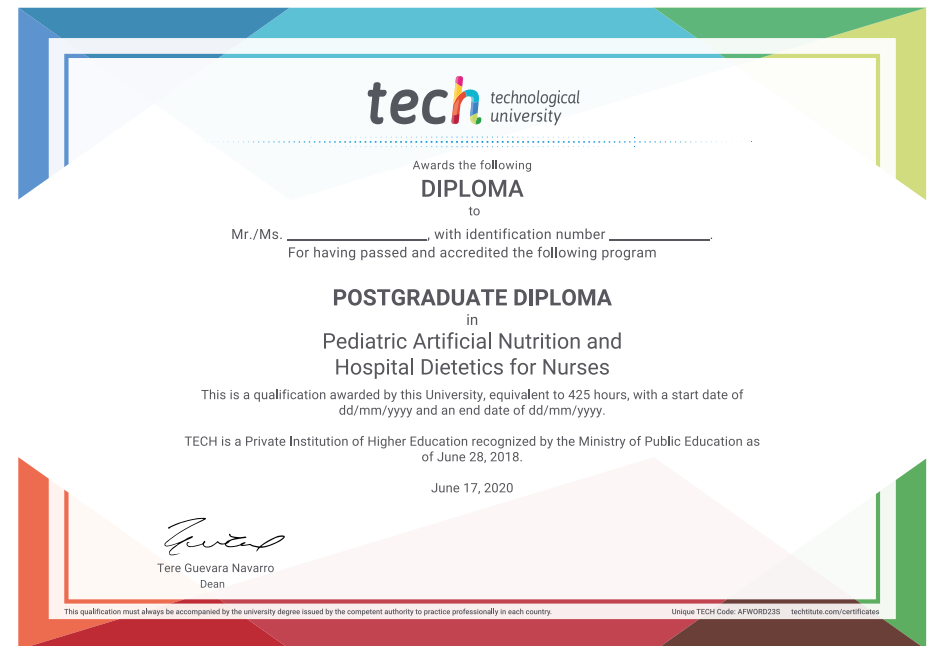 tech technological
university
Awards the following
DIPLOMA
to
Mr./Ms. ____________________, with identification number ______________.
For having passed and accredited the following program
POSTGRADUATE DIPLOMA
in
Pediatric Artificial Nutrition and
Hospital Dietetics for Nurses
This is a qualification awarded by this University, equivalent to 425 hours, with a start date of
dd/mm/yyyy and an end date of dd/mm/yyyy.
TECH is a Private Institution of Higher Education recognized by the Ministry of Public Education as
of June 28, 2018.
June 17, 2020
Tere Guevara Navarro
Dean
This qualification must always be accompanied by the university degree issued by the competent authority to practice professionally in each country.
Unique TECH Code: AFWORD23S techtitute.com/certificates